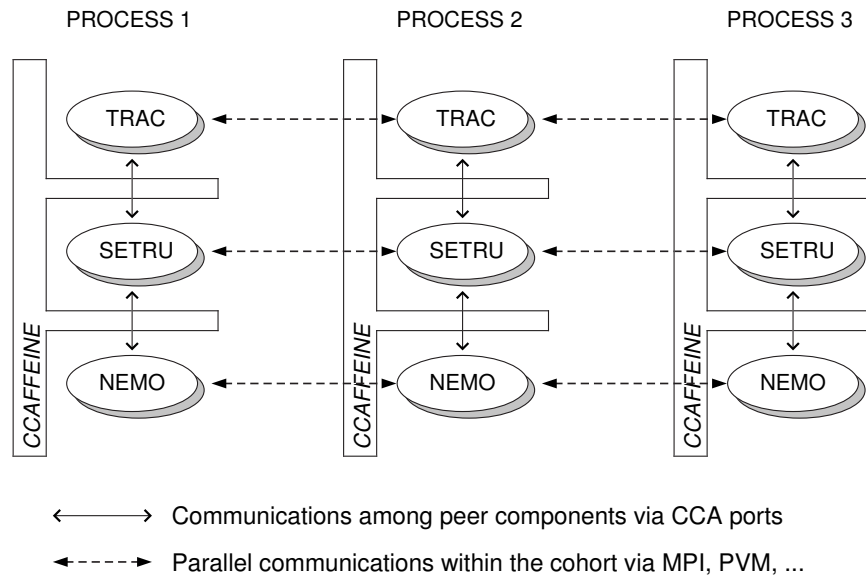 PROCESS 1 PROCESS 2 PROCESS 3
TRAC TRAC TRAC
SETRU SETRU SETRU
CCAFFEINE CCAFFEINE CCAFFEINE
NEMO NEMO NEMO
Communications among peer components via CCA ports
Parallel communications within the cohort via MPI, PVM, ...